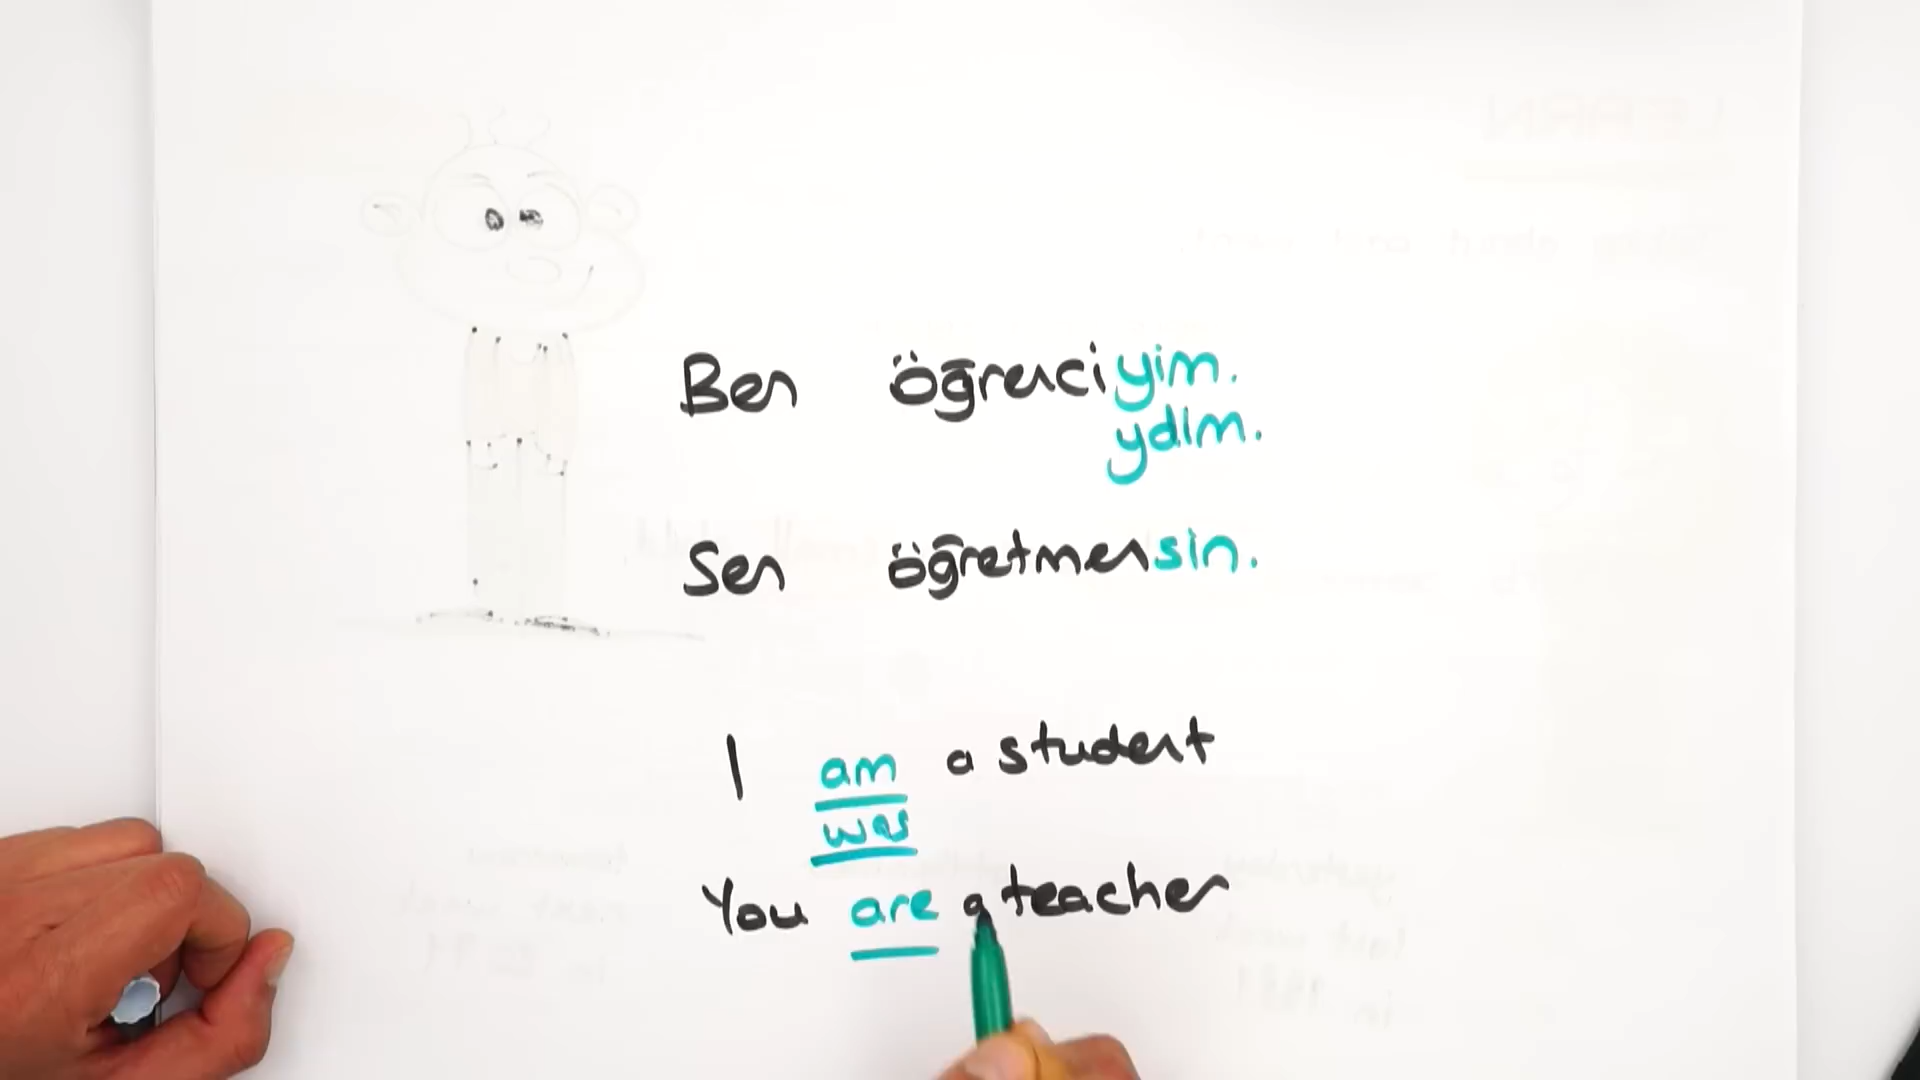 Ben öğrenciyim.
ydim.
Sen öğretmensin.
I am a student
was
You are a teacher